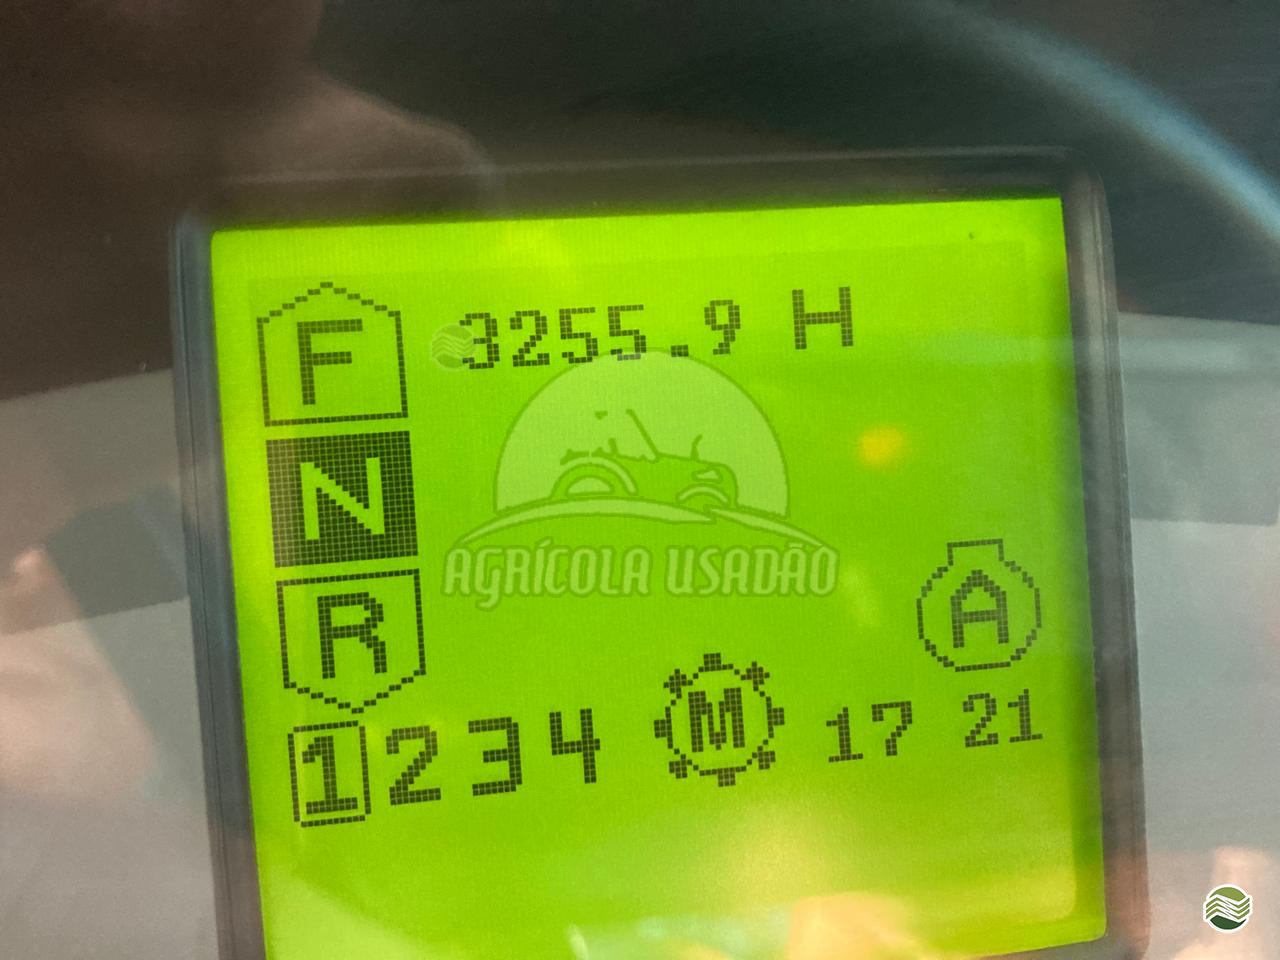 F
3255.9 H
N
AGRÍCOLA USADÃO
R
A
1 2 3 4 M 17 21